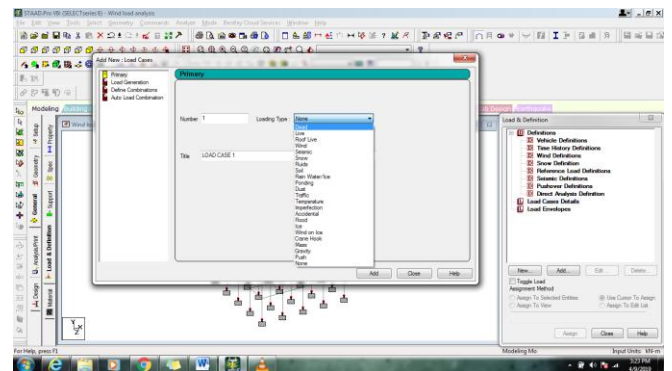 STAAD.Pro V8i (SELECTseries 6) - Wind load analysis
File Edit View Tools Select Geometry Commands Analyze Mode Bentley Cloud Services Window Help
Modeling
Add New : Load Cases
Primary
Load Generation
Define Combinations
Auto Load Combination
Primary
Number 1
Loading Type : None
Title LOAD CASE 1
Dead
Live
Roof Live
Wind
Seismic
Snow
Fluids
Soil
Rain Water/Ice
Ponding
Dust
Traffic
Temperature
Imperfection
Accidental
Flood
Ice
Wind on Ice
Crane Hook
Mass
Gravity
Push
None
Add Close Help
Setup
Property
Geometry
Spec
General
Support
Analysis/Print
Load & Definition
Design
Material
Load & Definition
Definitions
Vehicle Definitions
Time History Definitions
Wind Definitions
Snow Definition
Reference Load Definitions
Seismic Definitions
Pushover Definitions
Direct Analysis Definition
Load Cases Details
Load Envelopes
New... Add... Edit... Delete...
Toggle Load
Assignment Method
Assign To Selected Entities
Use Cursor To Assign
Assign To View
Assign To Edit List
Assign Close Help
For Help, press F1
Modeling Mo
Input Units: kN-m
3:23 PM
6/9/2019